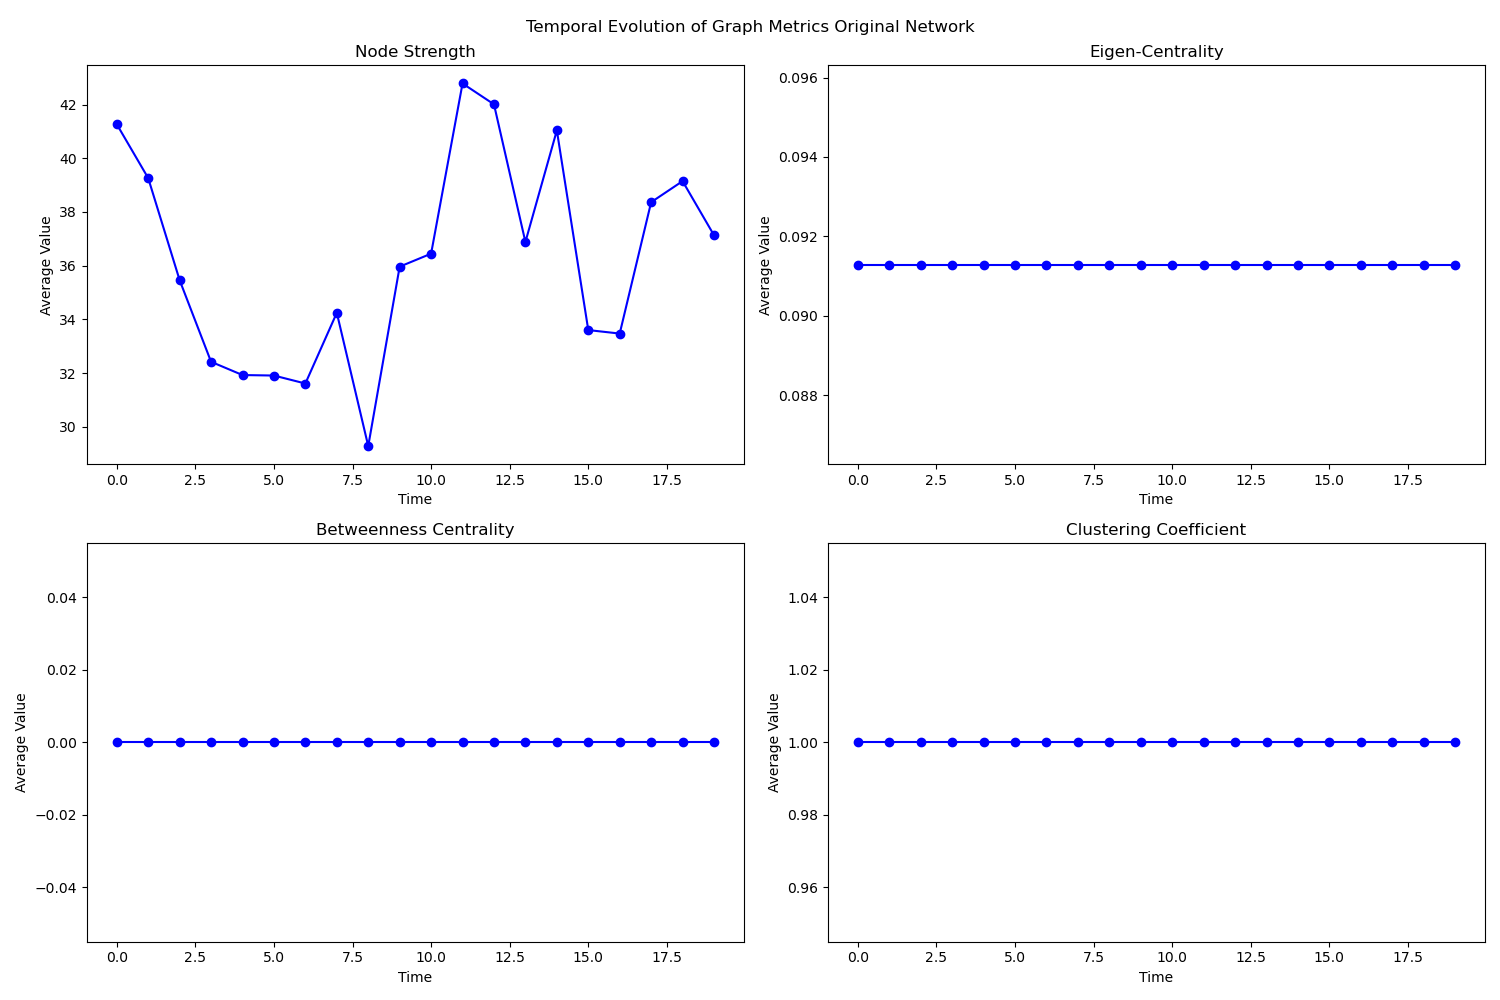 Temporal Evolution of Graph Metrics Original Network
Node Strength
Average Value
42
40
38
36
34
32
30
0.0 2.5 5.0 7.5 10.0 12.5 15.0 17.5
Time
Eigen-Centrality
Average Value
0.096
0.094
0.092
0.090
0.088
0.0 2.5 5.0 7.5 10.0 12.5 15.0 17.5
Time
Betweenness Centrality
Average Value
0.04
0.02
0.00
−0.02
−0.04
0.0 2.5 5.0 7.5 10.0 12.5 15.0 17.5
Time
Clustering Coefficient
Average Value
1.04
1.02
1.00
0.98
0.96
0.0 2.5 5.0 7.5 10.0 12.5 15.0 17.5
Time